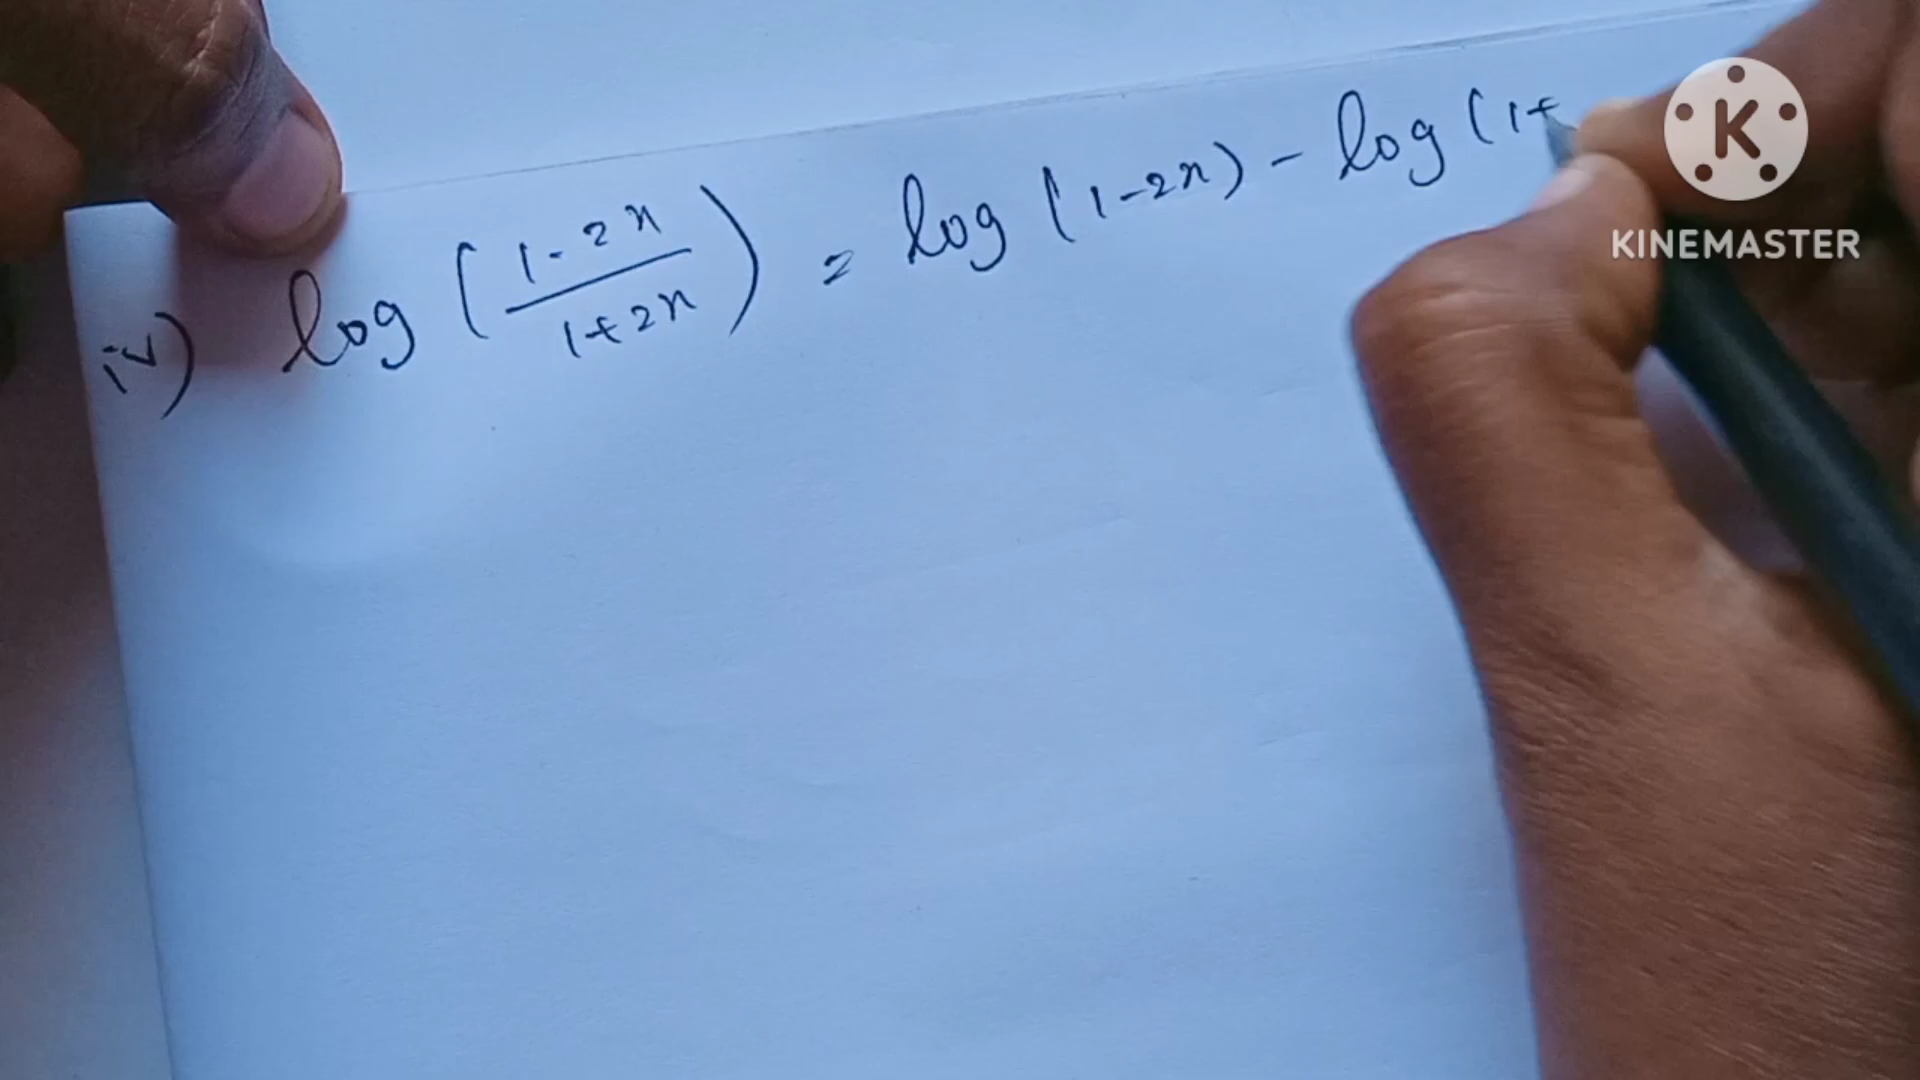 iv) log (1-2x / 1+2x) = log (1-2x) - log (1+
K
KINEMASTER